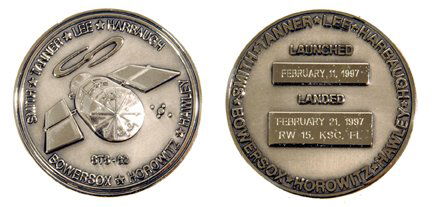 SMITH ★ TANNER ★ LEE ★ HARBAUGH
STS-82
BOWERSOX ★ HOROWITZ ★ HAWLEY
SMITH ★ TANNER ★ LEE ★ HARBAUGH
LAUNCHED
FEBRUARY, 11, 1997
LANDED
FEBRUARY 21, 1997
RW 15, KSC, FL
BOWERSOX ★ HOROWITZ ★ HAWLEY